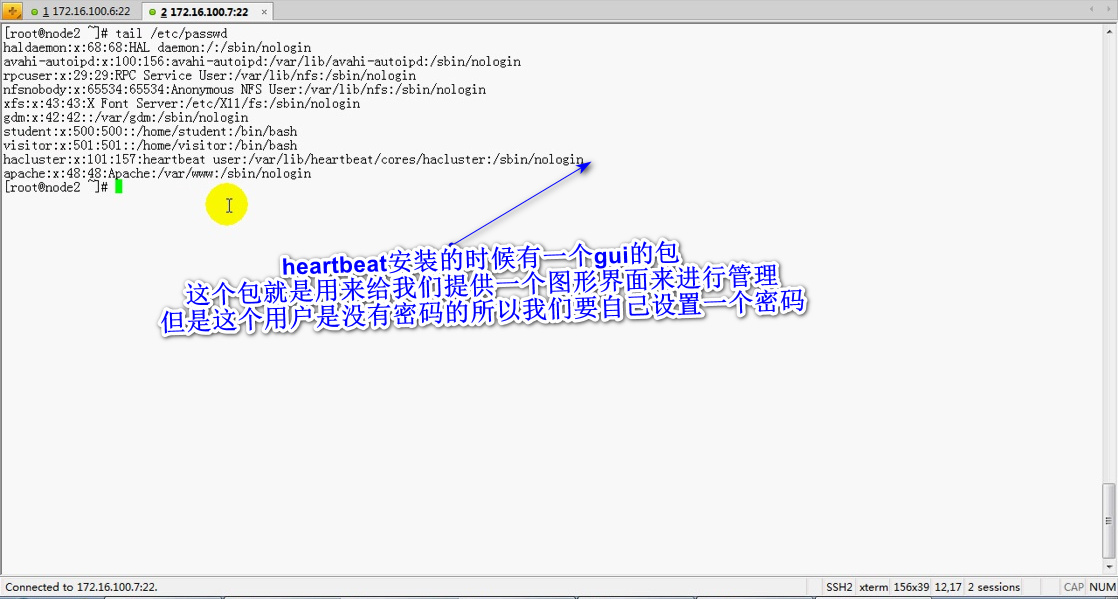 1 172.16.100.6:22
2 172.16.100.7:22 ×
[root@node2 ~]# tail /etc/passwd
haldaemon:x:68:68:HAL daemon:/:/sbin/nologin
avahi-autoipd:x:100:156:avahi-autoipd:/var/lib/avahi-autoipd:/sbin/nologin
rpcuser:x:29:29:RPC Service User:/var/lib/nfs:/sbin/nologin
nfsnobody:x:65534:65534:Anonymous NFS User:/var/lib/nfs:/sbin/nologin
xfs:x:43:43:X Font Server:/etc/X11/fs:/sbin/nologin
gdm:x:42:42::/var/gdm:/sbin/nologin
student:x:500:500::/home/student:/bin/bash
visitor:x:501:501::/home/visitor:/bin/bash
hacluster:x:101:157:heartbeat user:/var/lib/heartbeat/cores/hacluster:/sbin/nologin
apache:x:48:48:Apache:/var/www:/sbin/nologin
[root@node2 ~]#
heartbeat安装的时候有一个gui的包
这个包就是用来给我们提供一个图形界面来进行管理
但是这个用户是没有密码的所以我们要自己设置一个密码
Connected to 172.16.100.7:22.
SSH2 xterm 156x39 12,17 2 sessions CAP NUM